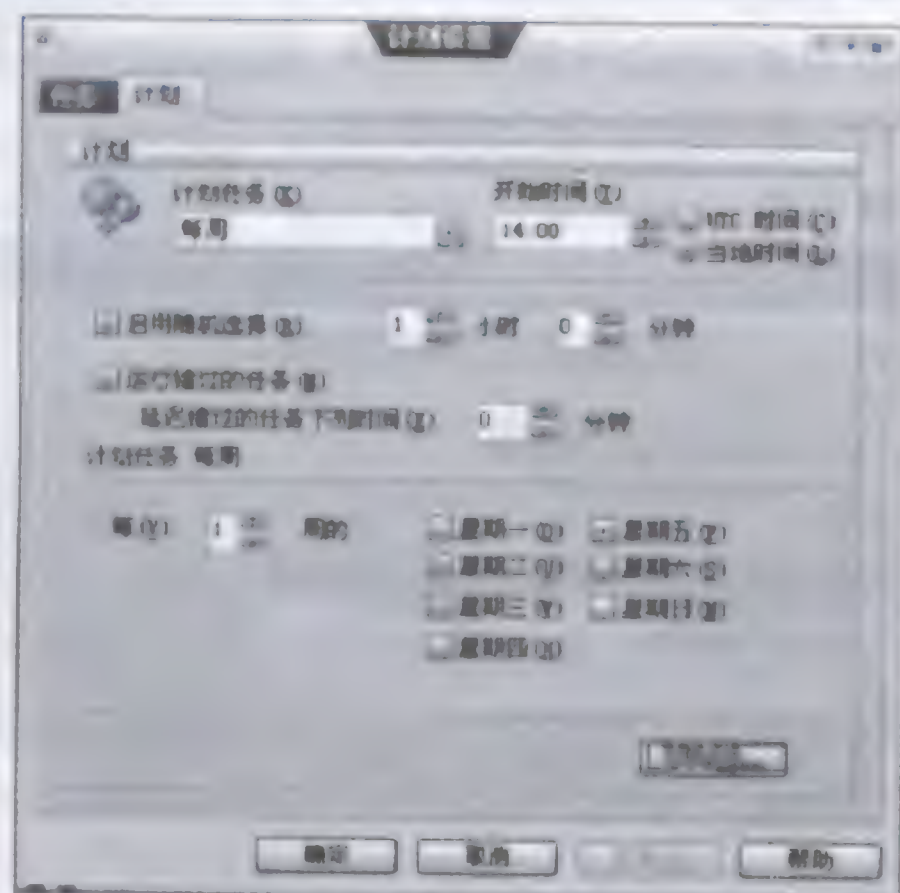 计划设置
任务 计划
计划
计划任务(K) 开始时间(T)
每周 14:00 UTC 时间(C)
当地时间(L)
启用随机选择(R) 1 小时 0 分钟
运行错过的任务(M)
延迟错过的任务 时间 0 分钟
计划任务 每周
每(Y) 1 周的 星期一(O) 星期五(F)
星期二 星期六(S)
星期三 星期日
星期四
确定 取消 帮助